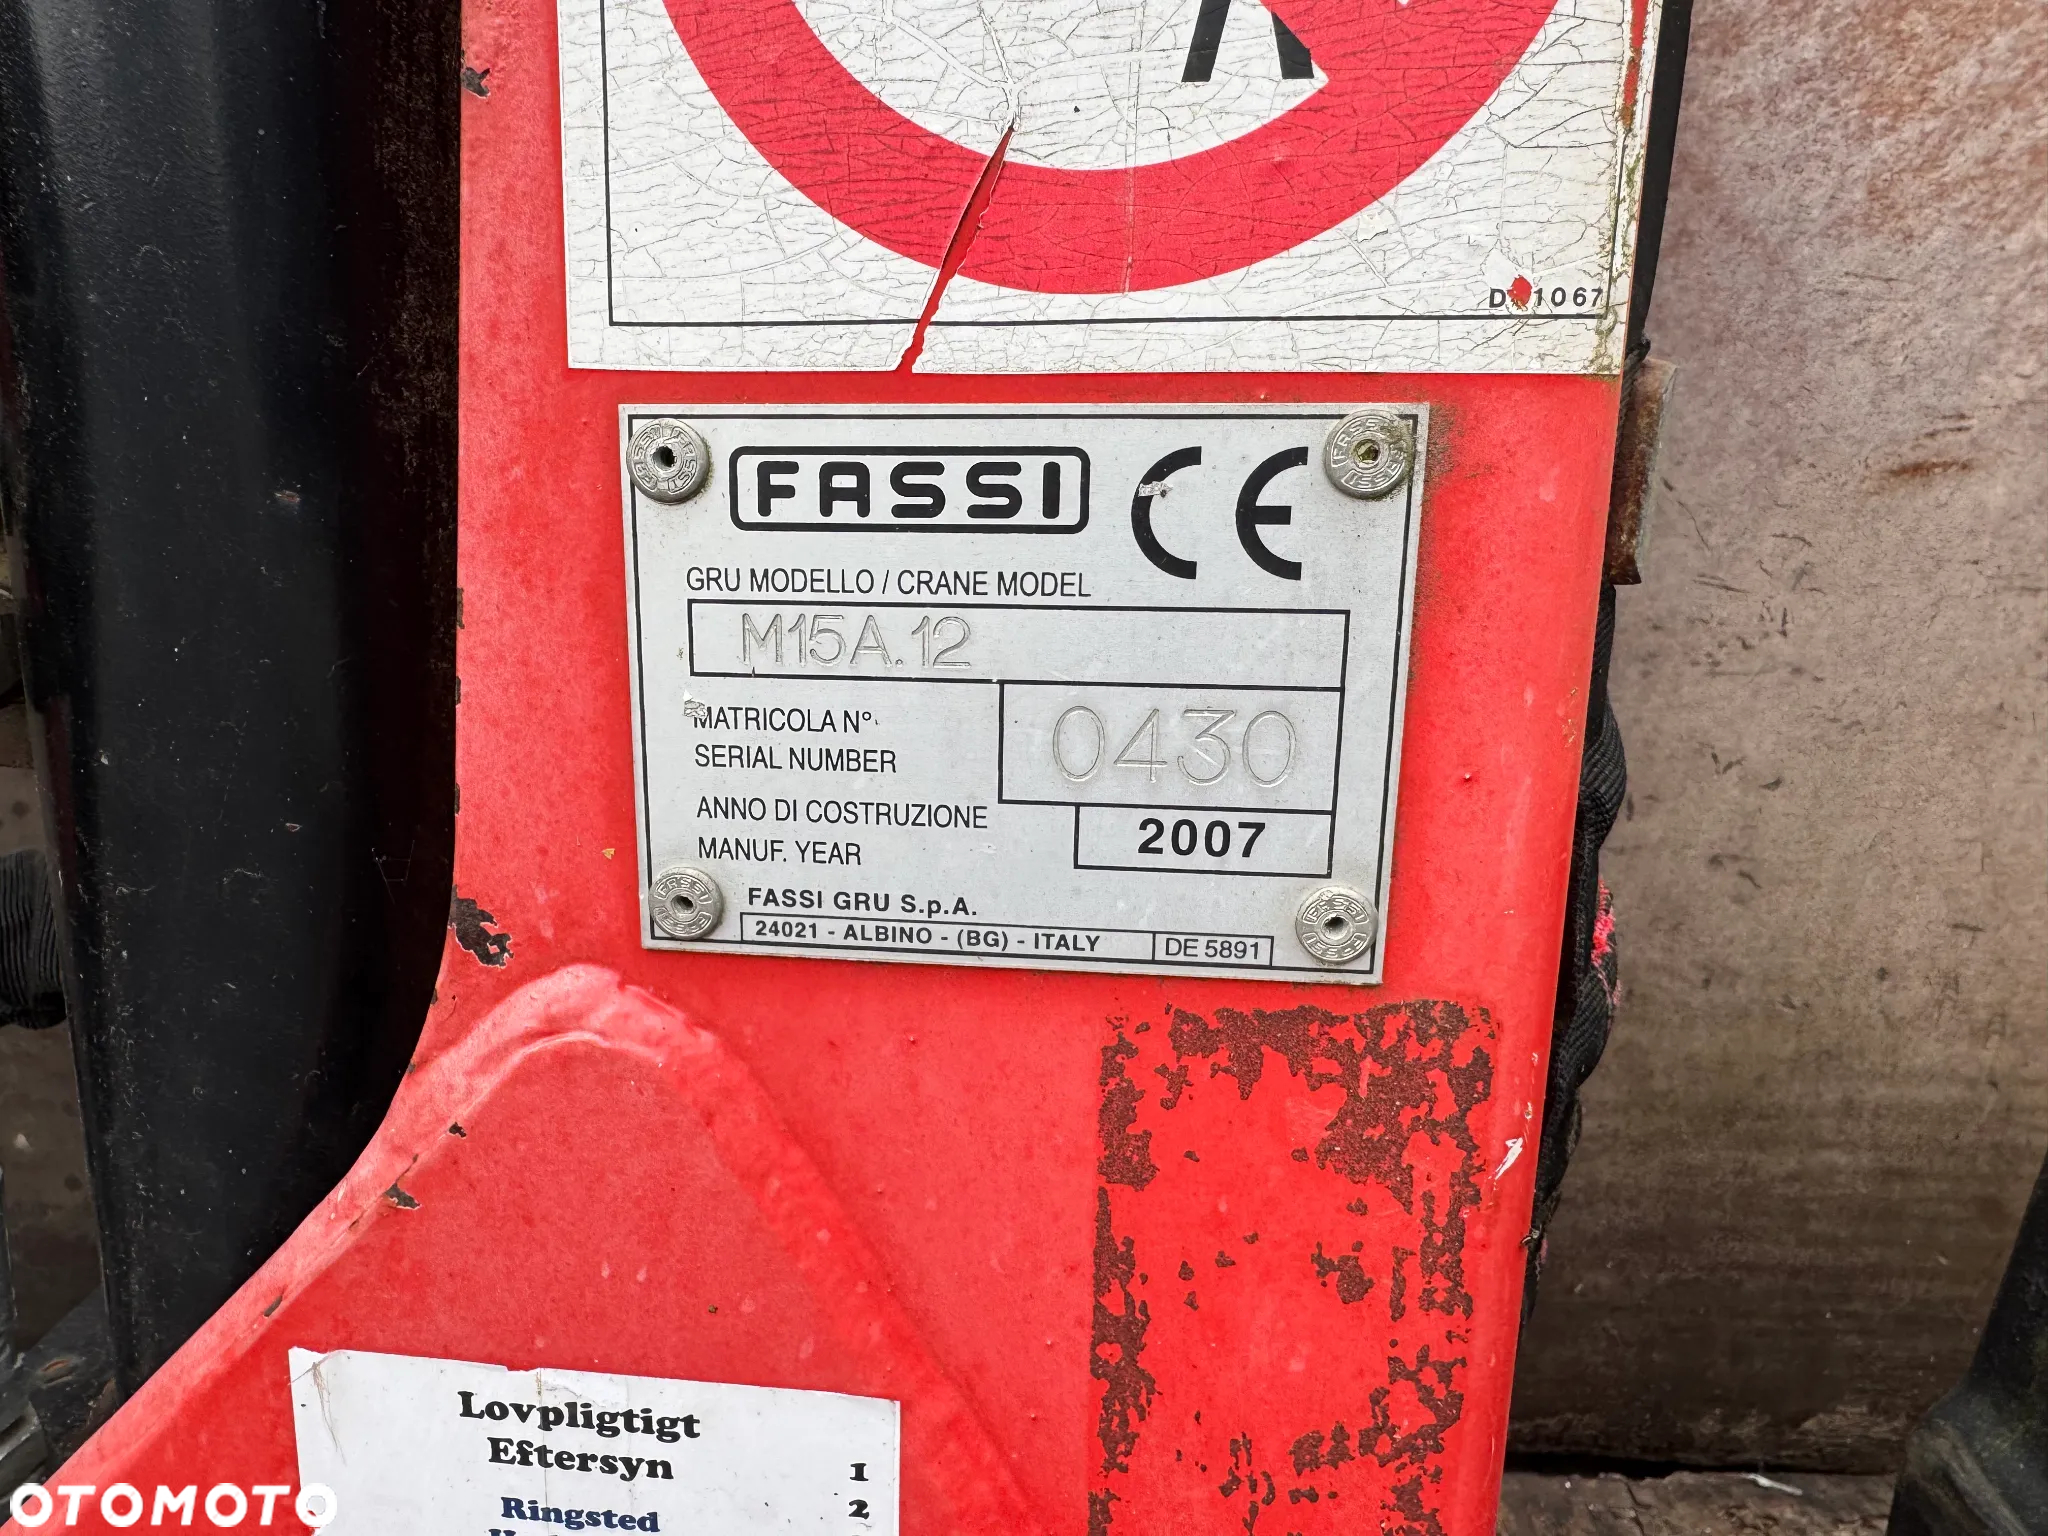 1067
FASSI CE
GRU MODELLO / CRANE MODEL
M15A.12
MATRICOLA N°
SERIAL NUMBER
0430
ANNO DI COSTRUZIONE
MANUF. YEAR
2007
FASSI GRU S.p.A.
24021 - ALBINO - (BG) - ITALY
DE 5891
Lovpligtigt
Eftersyn
1
Ringsted
2
OTOMOTO